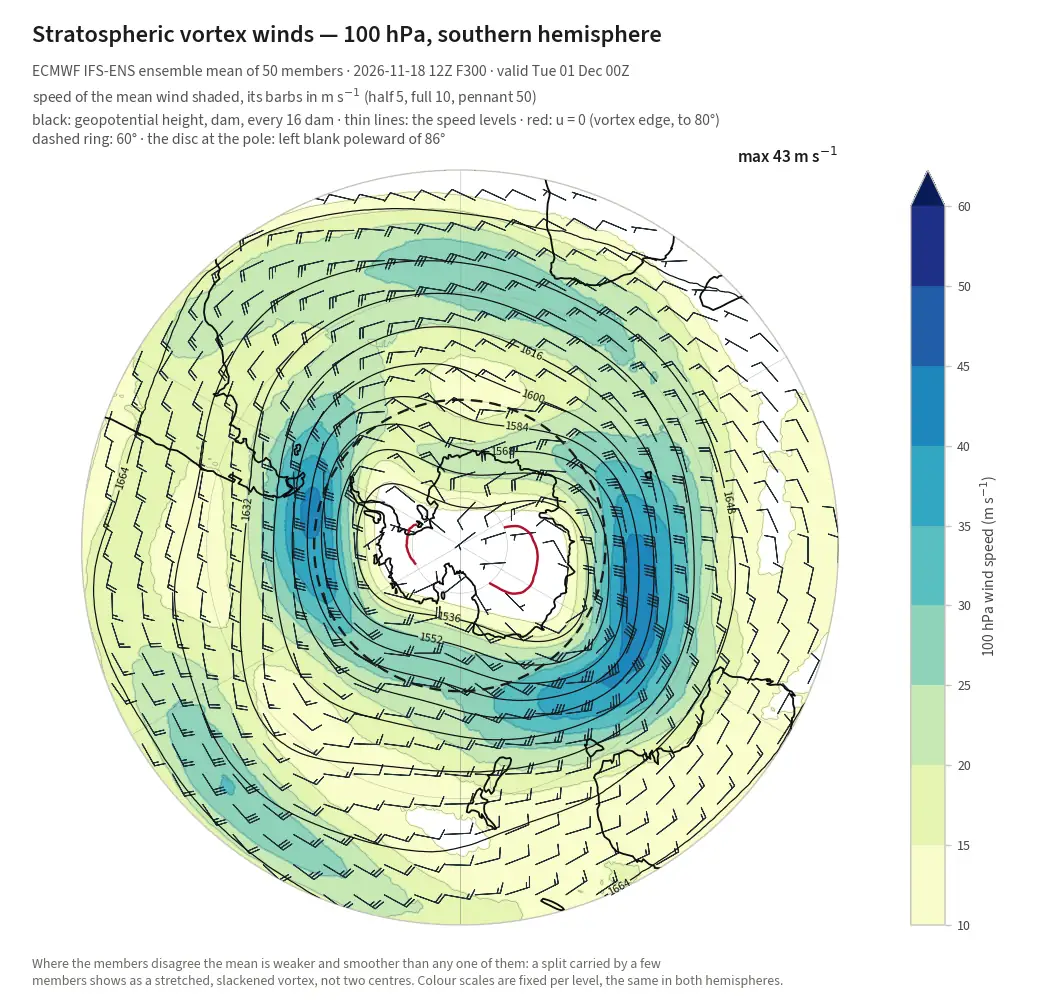 Stratospheric vortex winds — 100 hPa, southern hemisphere
ECMWF IFS-ENS ensemble mean of 50 members · 2026-11-18 12Z F300 · valid Tue 01 Dec 00Z
speed of the mean wind shaded, its barbs in m s⁻¹ (half 5, full 10, pennant 50)
black: geopotential height, dam, every 16 dam · thin lines: the speed levels · red: u = 0 (vortex edge, to 80°)
dashed ring: 60° · the disc at the pole: left blank poleward of 86°
max 43 m s⁻¹
60
50
45
40
35
30
25
20
15
10
100 hPa wind speed (m s⁻¹)
1616
1600
1584
1568
1664
1632
1648
1536
1552
1664
Where the members disagree the mean is weaker and smoother than any one of them: a split carried by a few
members shows as a stretched, slackened vortex, not two centres. Colour scales are fixed per level, the same in both hemispheres.